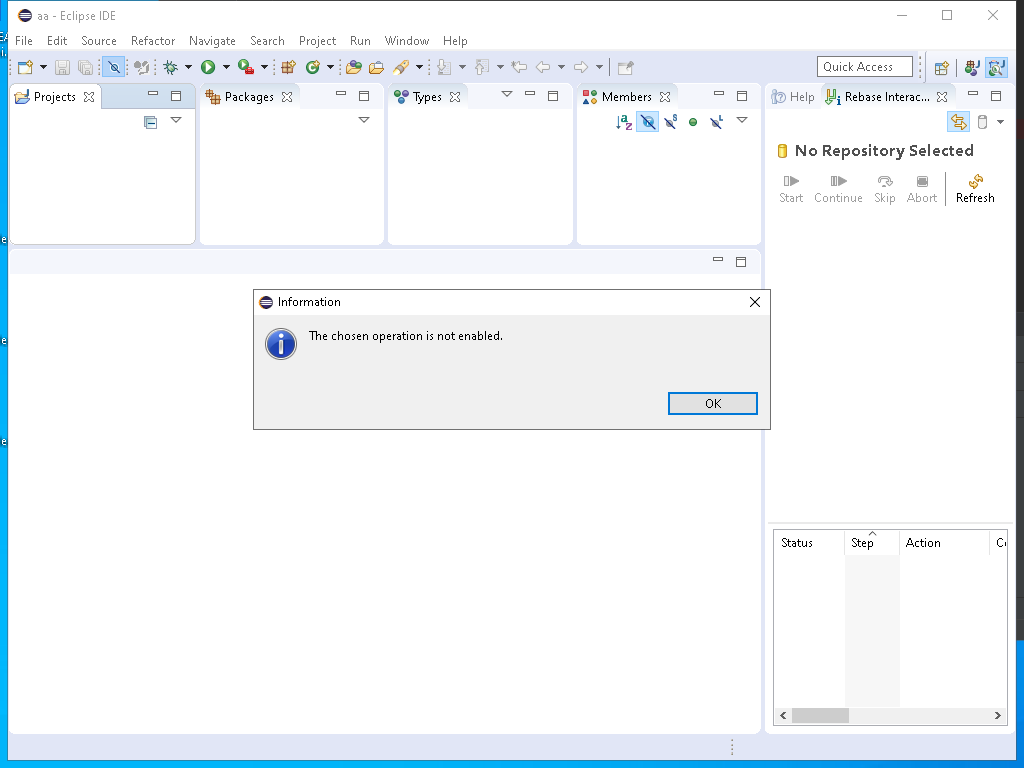 aa - Eclipse IDE
File Edit Source Refactor Navigate Search Project Run Window Help
Quick Access
Projects Packages Types Members Help Rebase Interac...
No Repository Selected
Start Continue Skip Abort Refresh
Information
The chosen operation is not enabled.
OK
Status Step Action